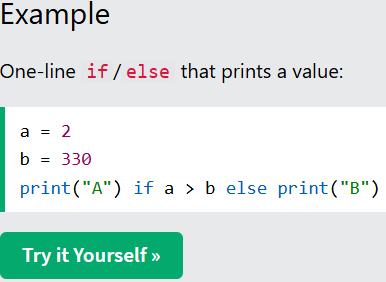 Example
One-line if / else that prints a value:
a = 2
b = 330
print("A") if a > b else print("B")
Try it Yourself »